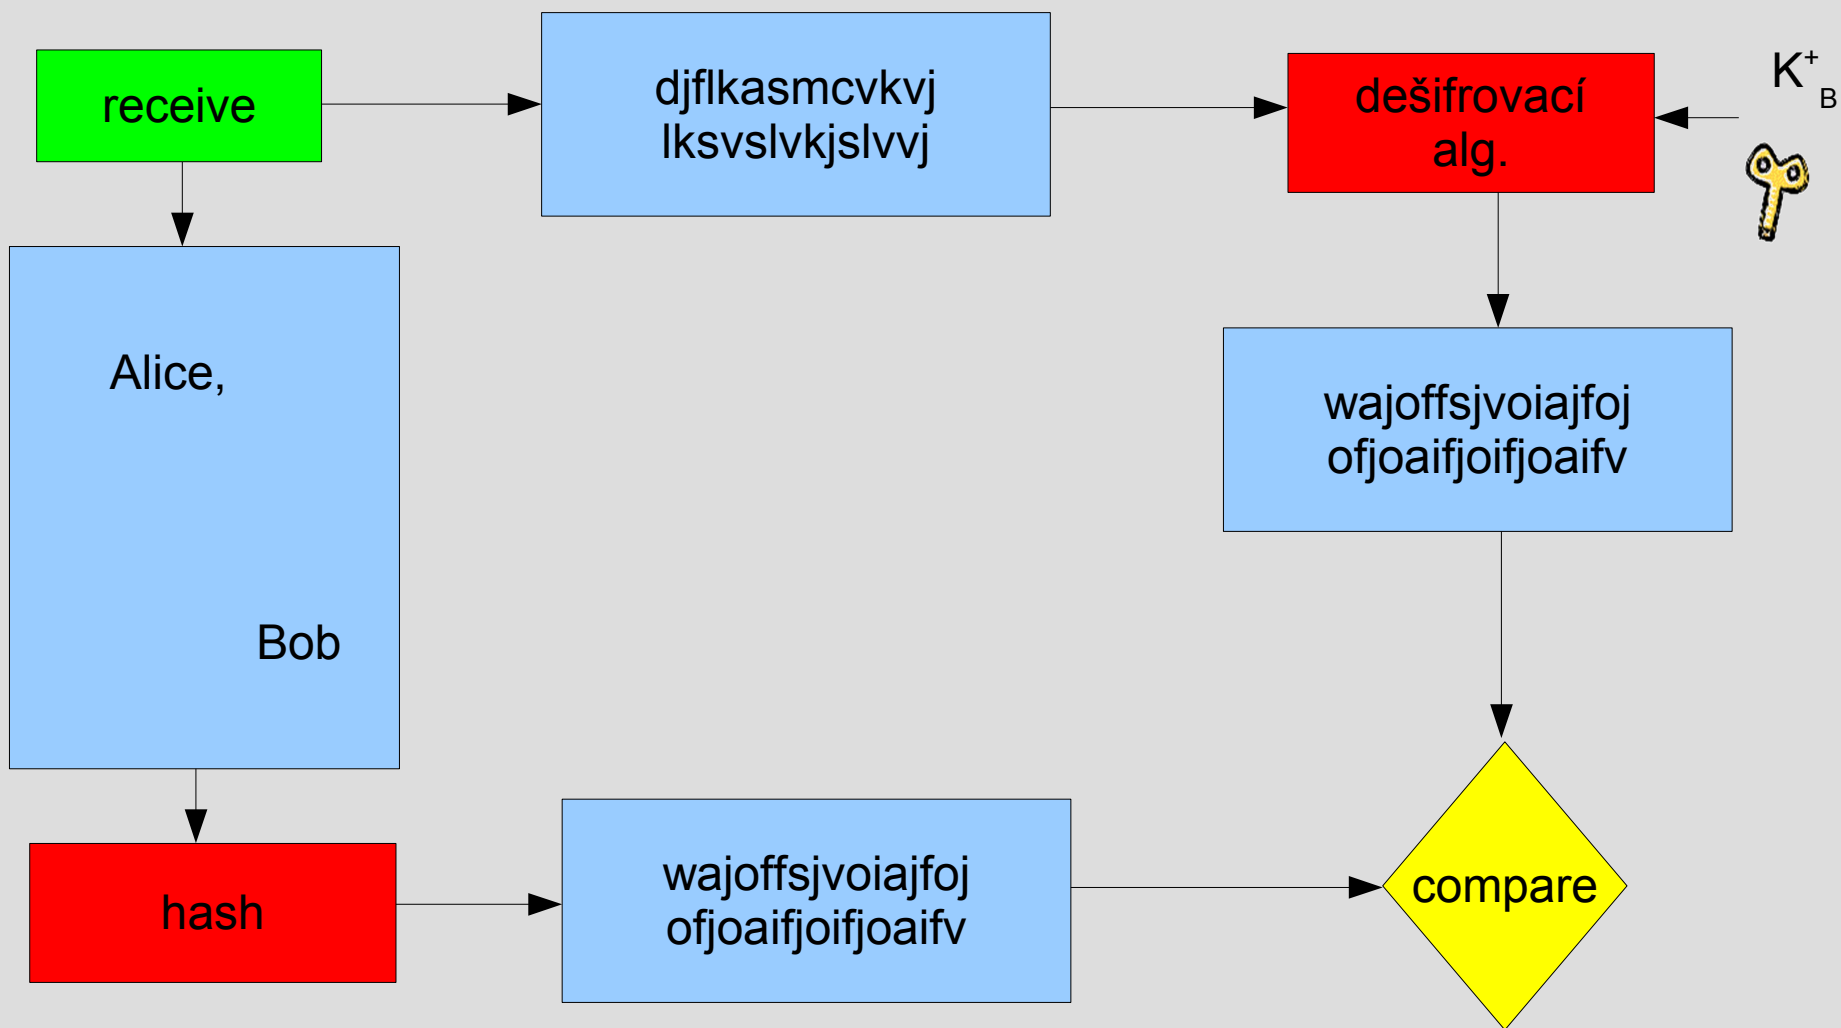 receive
djflkasmcvkvj
lksvslvkjslvvj
dešifrovací
alg.
K⁺
B
Alice,
Bob
wajoffsjvoiajfoj
ofjoaifjoifjoaifv
hash
wajoffsjvoiajfoj
ofjoaifjoifjoaifv
compare